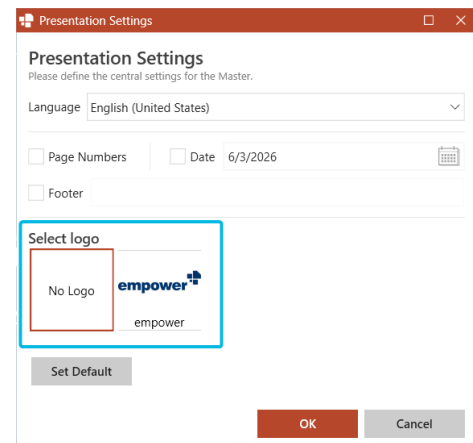 Presentation Settings
Presentation Settings
Please define the central settings for the Master.
Language English (United States)
Page Numbers Date 6/3/2026
Footer
Select logo
No Logo empower
empower
Set Default
OK Cancel